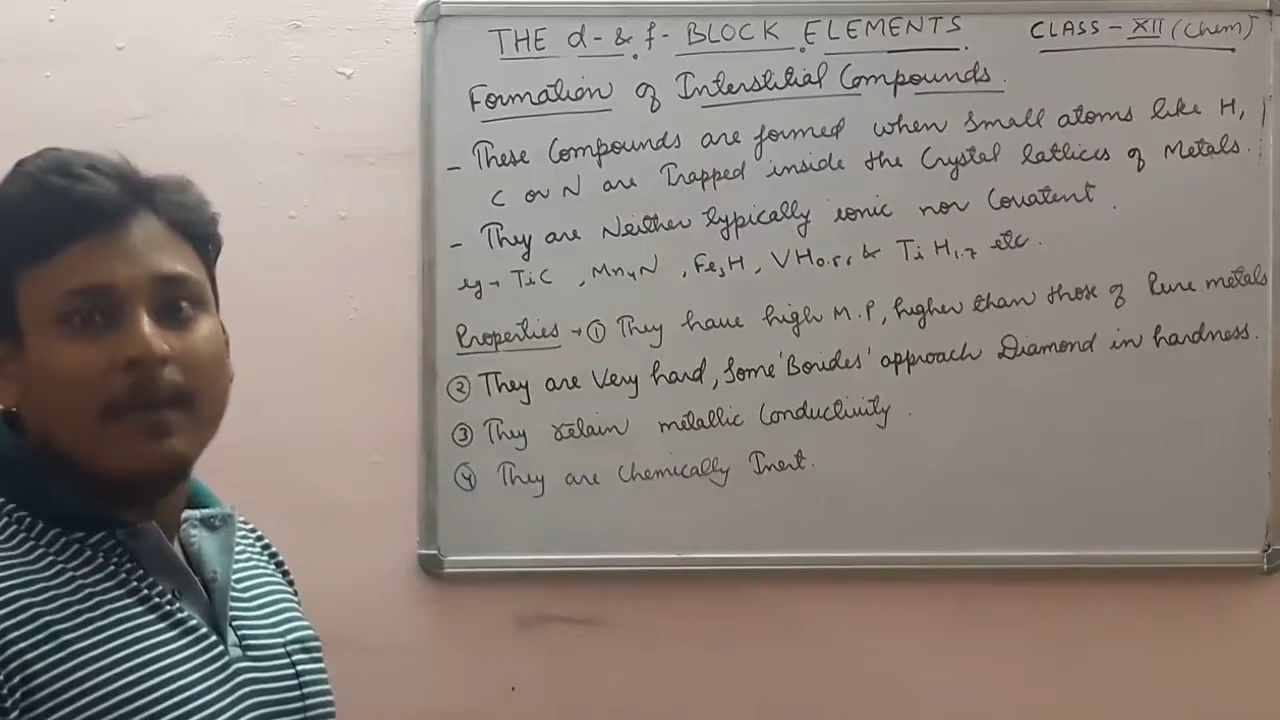 THE d- & f- BLOCK ELEMENTS. CLASS - XII (Chem)
Formation of Interstitial Compounds.
- These Compounds are formed when small atoms like H,
C or N are Trapped inside the Crystal lattices of Metals.
- They are Neither typically ionic nor Covalent.
eg → TiC, Mn₄N, Fe₃H, VH₀.₅₆ & TiH₁.₇ etc.
Properties → ① They have high M.P, higher than those of Pure metals
② They are Very hard, Some 'Borides' approach Diamond in hardness.
③ They retain metallic Conductivity.
④ They are Chemically Inert.